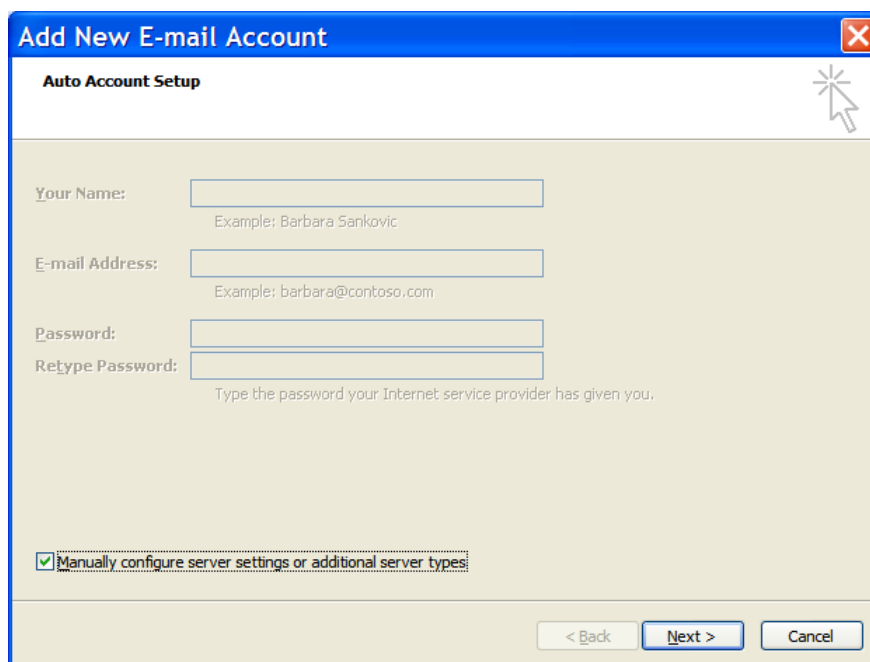 Add New E-mail Account
Auto Account Setup
Your Name:
Example: Barbara Sankovic
E-mail Address:
Example: barbara@contoso.com
Password:
Retype Password:
Type the password your Internet service provider has given you.
Manually configure server settings or additional server types
< Back Next > Cancel